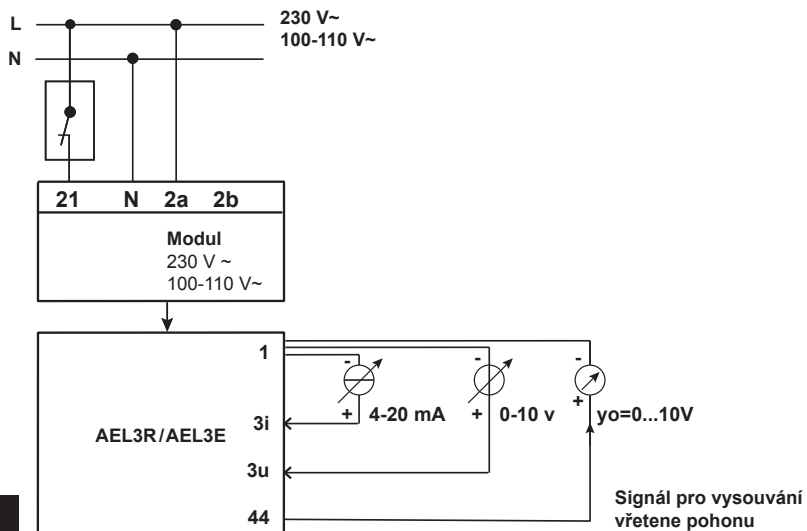 L
230 V~
100-110 V~
N
21 N 2a 2b
Modul
230 V ~
100-110 V~
1
- - -
+ 4-20 mA + 0-10 v + yo=0...10V
3i
AEL3R/AEL3E
3u
44
Signál pro vysouvání
vřetene pohonu